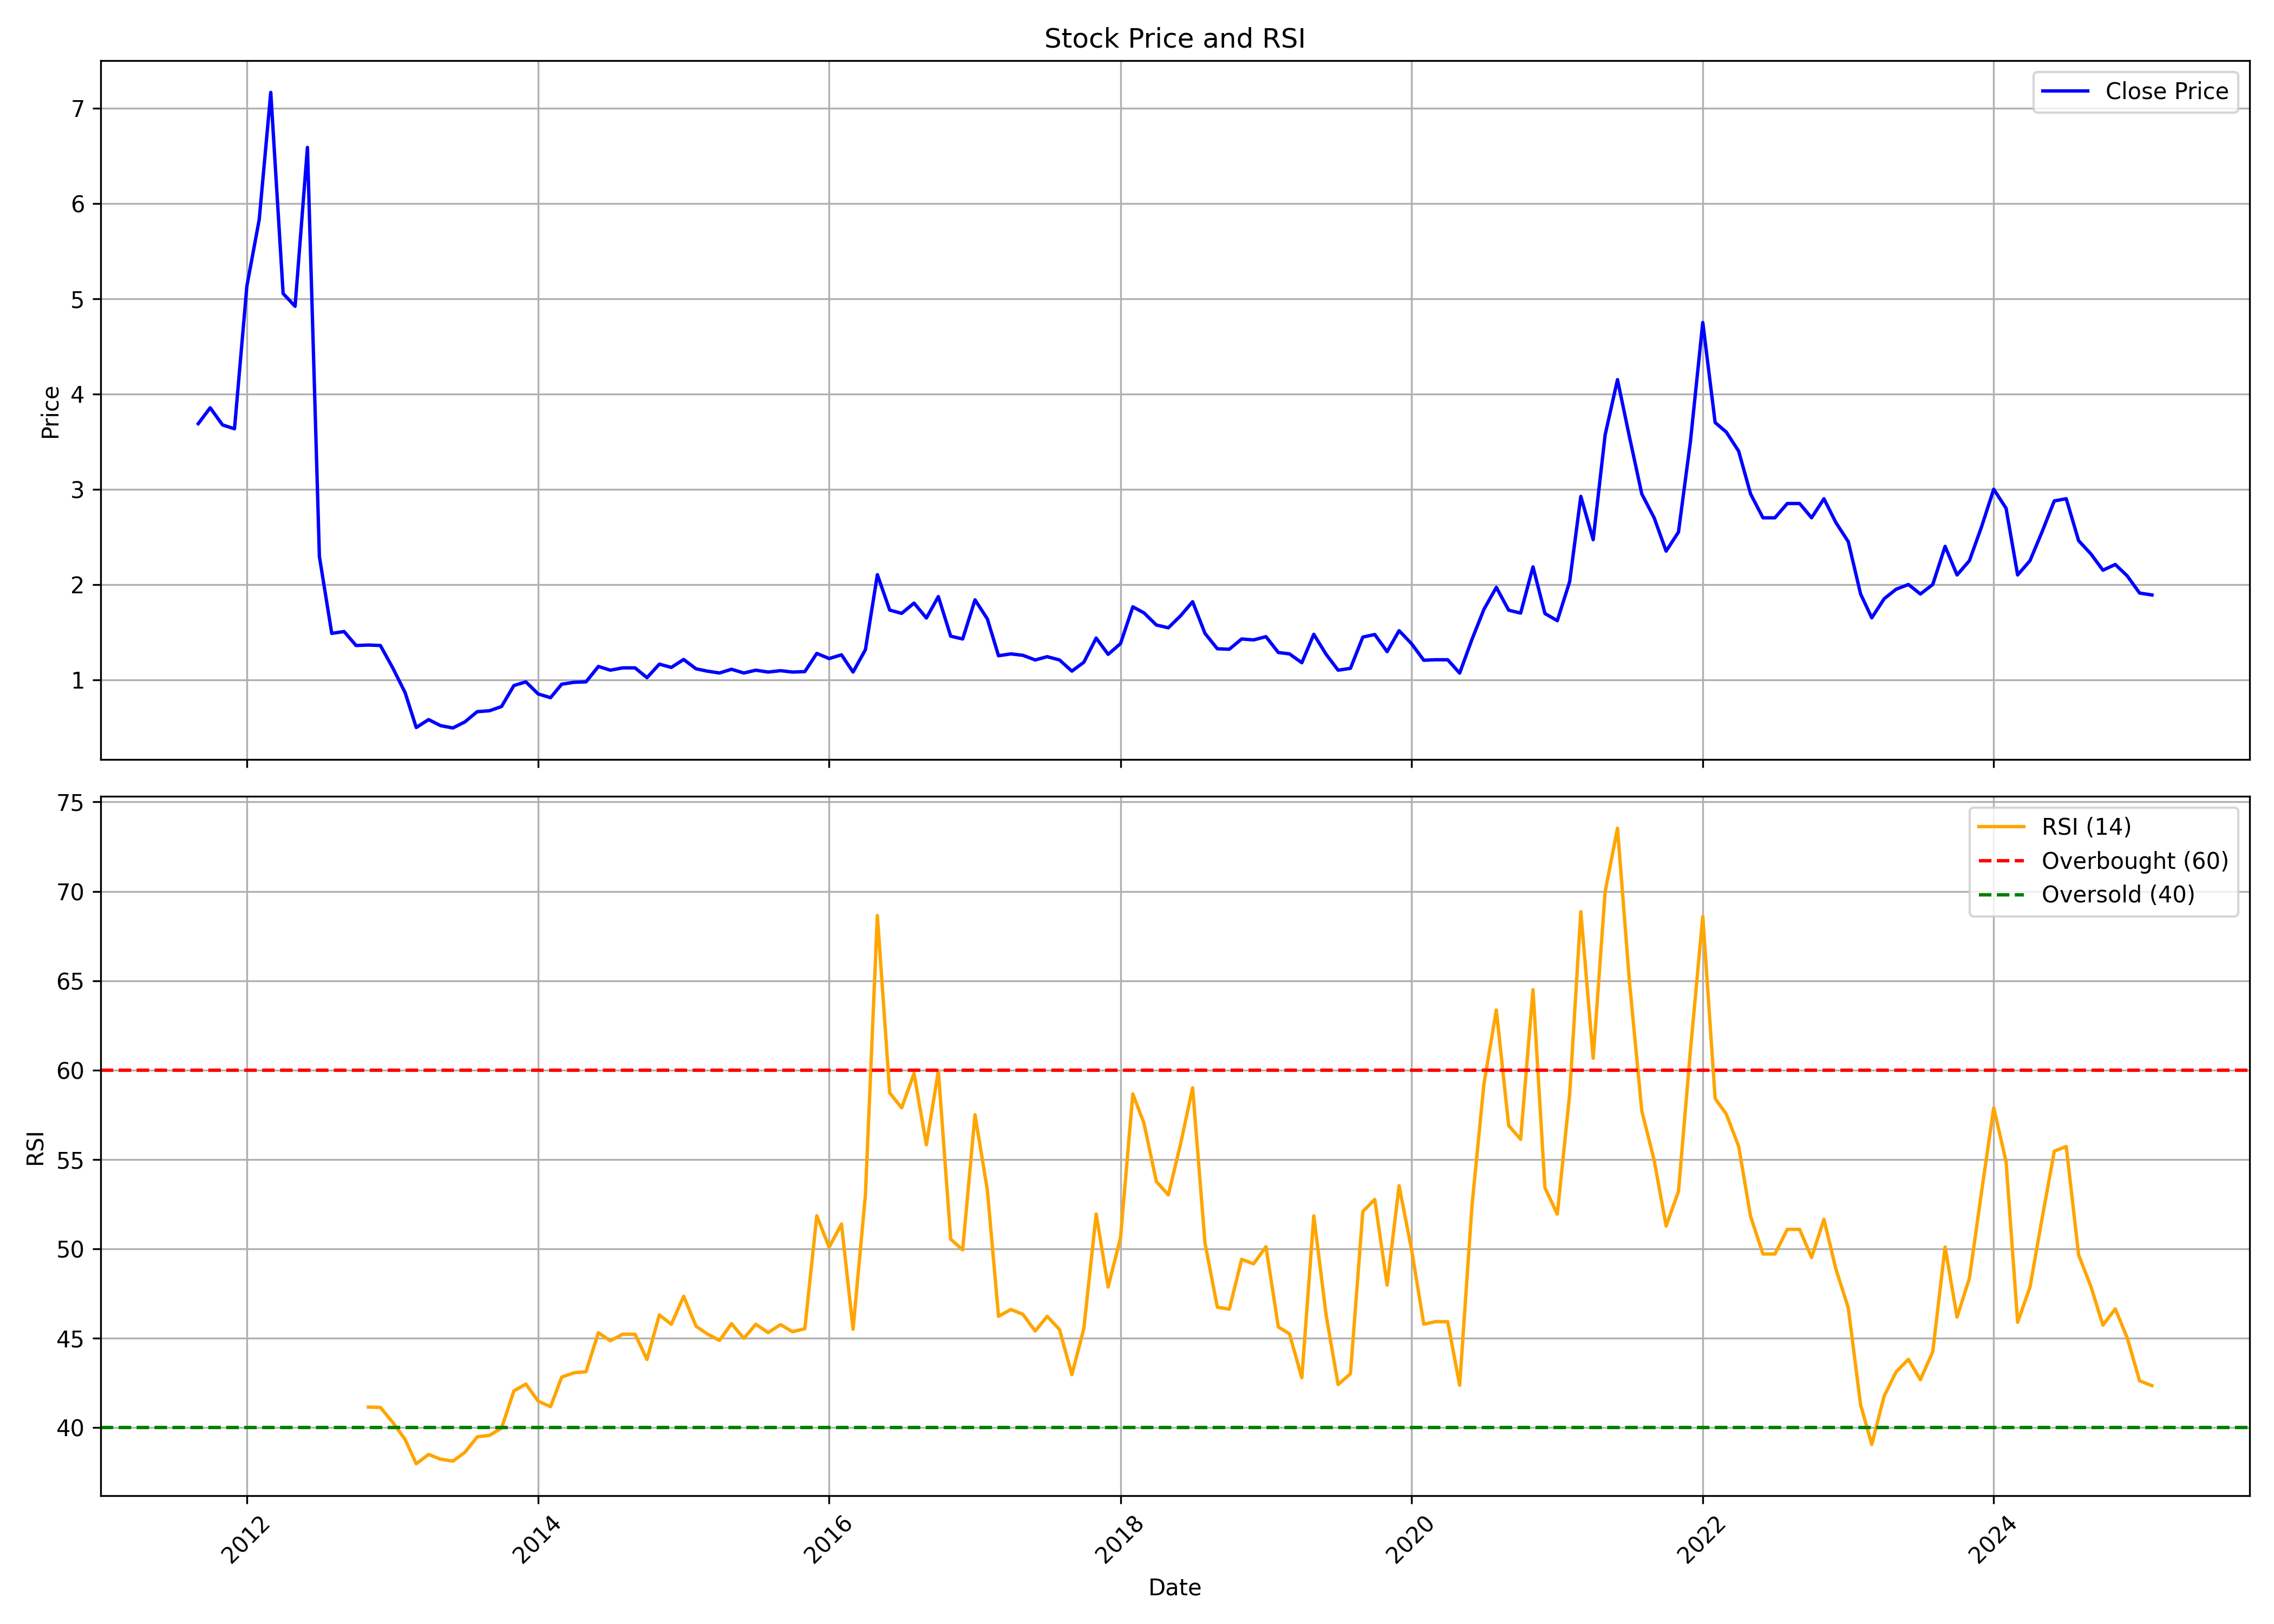 Stock Price and RSI
Close Price
7
6
5
4
3
2
1
Price
RSI (14)
Overbought (60)
Oversold (40)
75
70
65
60
55
50
45
40
RSI
2012
2014
2016
2018
2020
2022
2024
Date